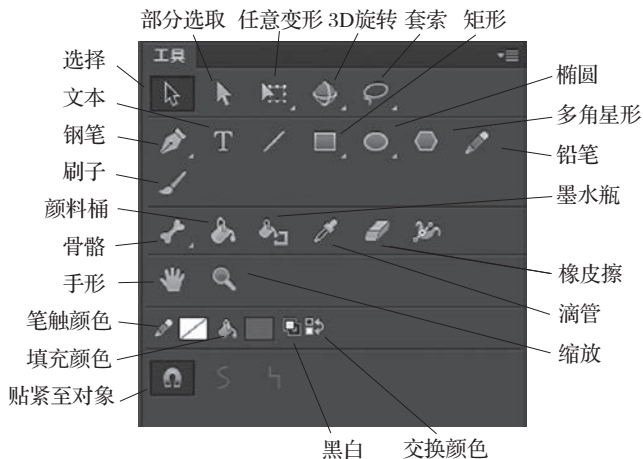 部分选取 任意变形 3D旋转 套索 矩形
工具
选择
文本
钢笔
刷子
颜料桶
骨骼
手形
笔触颜色
填充颜色
贴紧至对象
椭圆
多角星形
铅笔
墨水瓶
橡皮擦
滴管
缩放
黑白 交换颜色